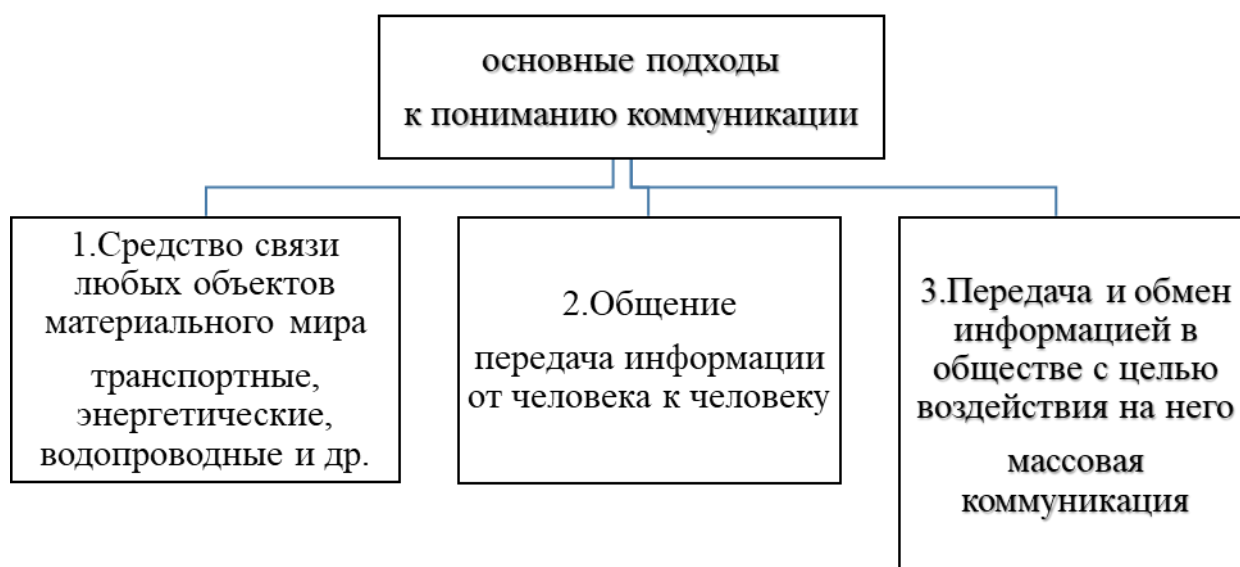 основные подходы
к пониманию коммуникации
1.Средство связи
любых объектов
материального мира
транспортные,
энергетические,
водопроводные и др.
2.Общение
передача информации
от человека к человеку
3.Передача и обмен
информацией в
обществе с целью
воздействия на него
массовая
коммуникация